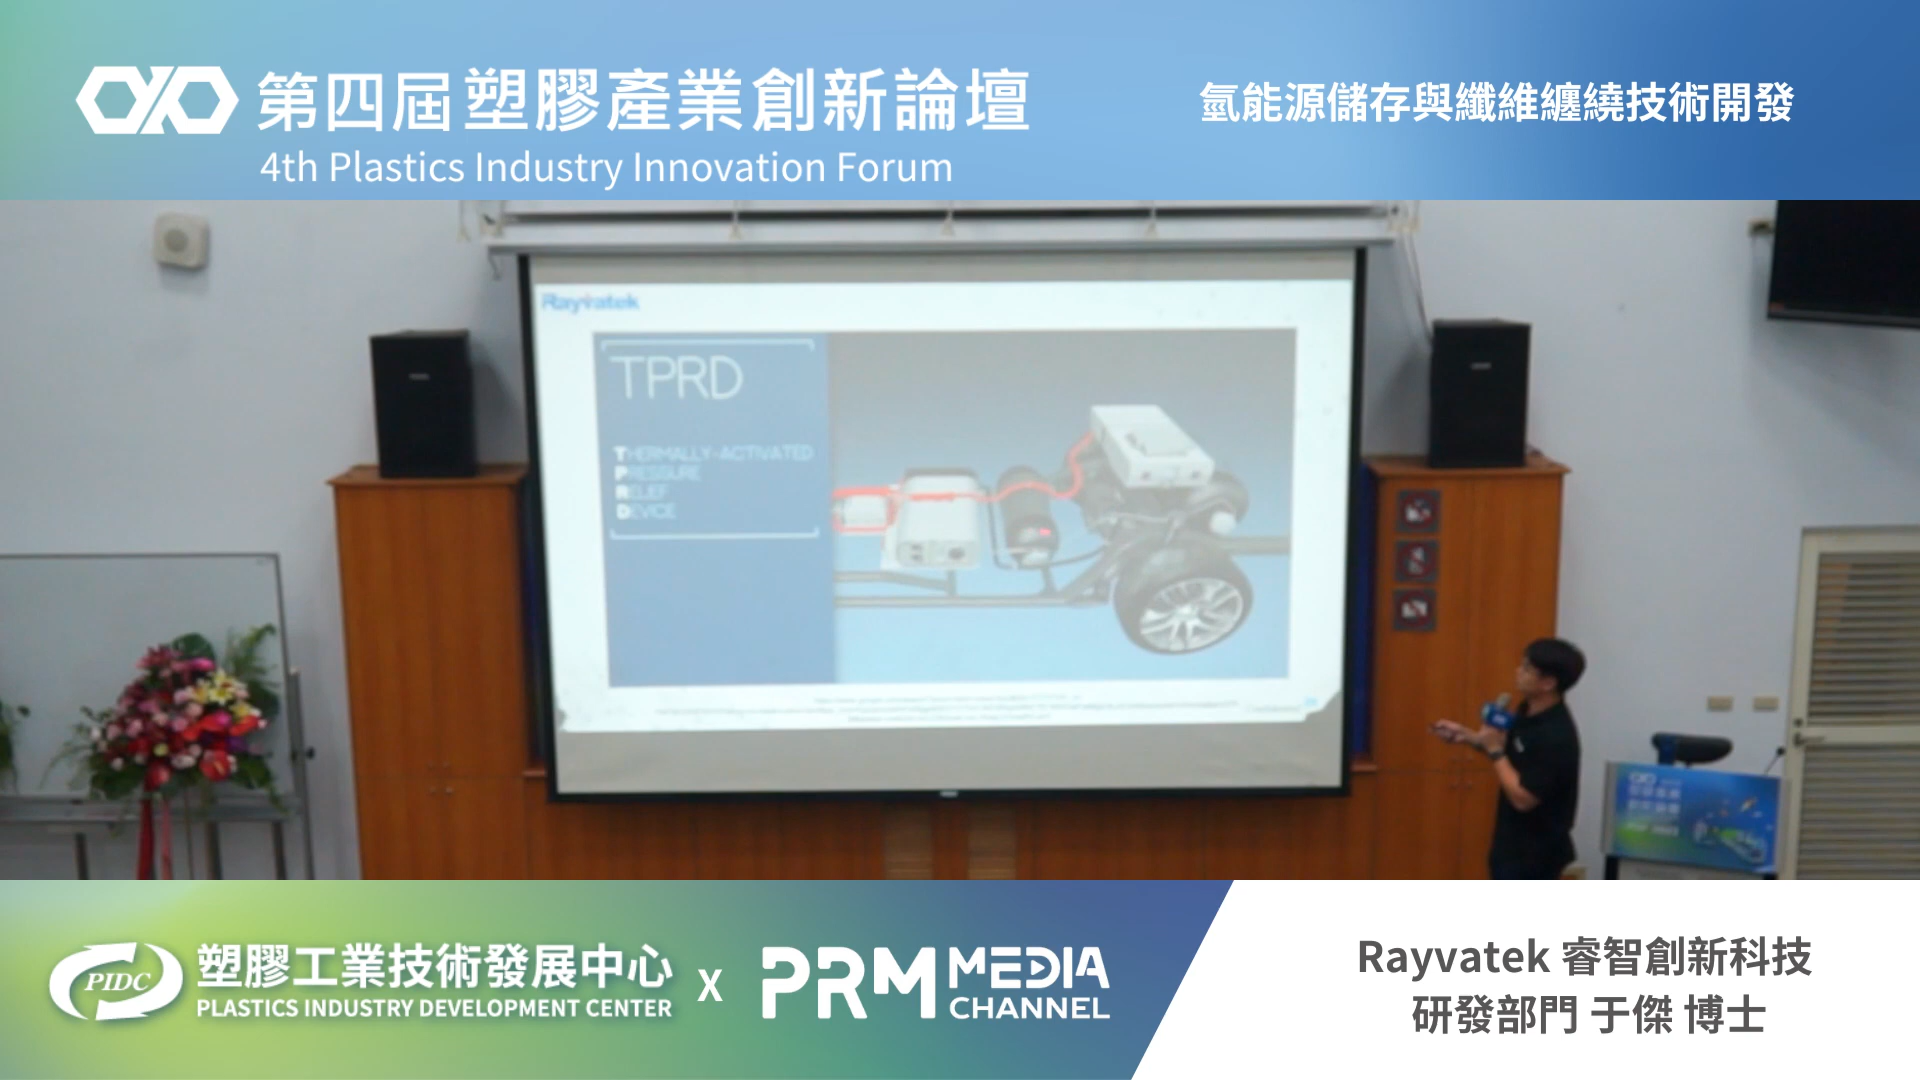 第四屆塑膠產業創新論壇
4th Plastics Industry Innovation Forum
氫能源儲存與纖維纏繞技術開發
Rayvatek
TPRD
THERMALLY-ACTIVATED
PRESSURE
RELIEF
DEVICE
PIDC
塑膠工業技術發展中心
PLASTICS INDUSTRY DEVELOPMENT CENTER
X
PRM MEDIA
CHANNEL
Rayvatek 睿智創新科技
研發部門 于傑 博士